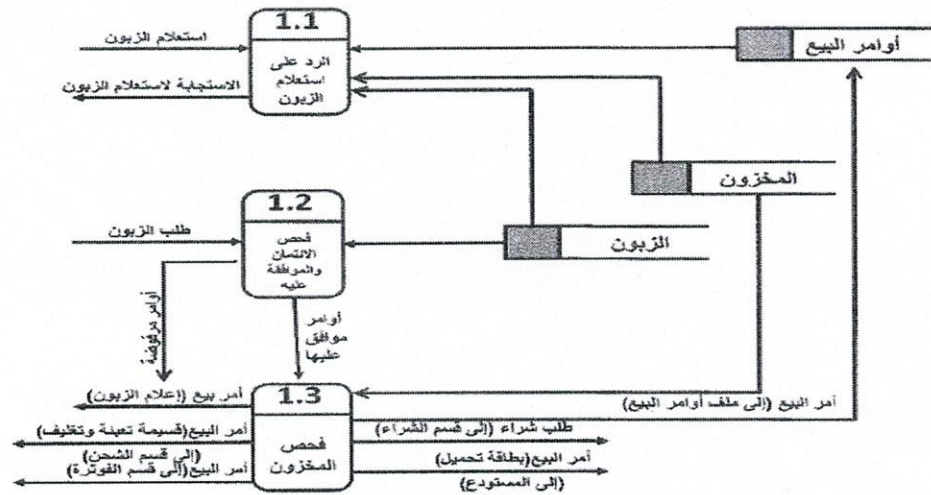 1.1
استعلام الزبون
الرد على
استعلام
الزبون
الاستجابة لاستعلام الزبون
أوامر البيع
المخزون
1.2
طلب الزبون
فحص
الائتمان
والموافقة
عليه
الزبون
أوامر مرفوضة
أوامر
موافق
عليها
1.3
فحص
المخزون
أمر بيع (إعلام الزبون)
أمر البيع (إلى ملف أوامر البيع)
أمر البيع(قسيمة تعبئة وتغليف)
(إلى قسم الشحن)
طلب شراء (إلى قسم الشراء)
أمر البيع(إلى قسم الفوترة)
أمر البيع(بطاقة تحميل)
(إلى المستودع)